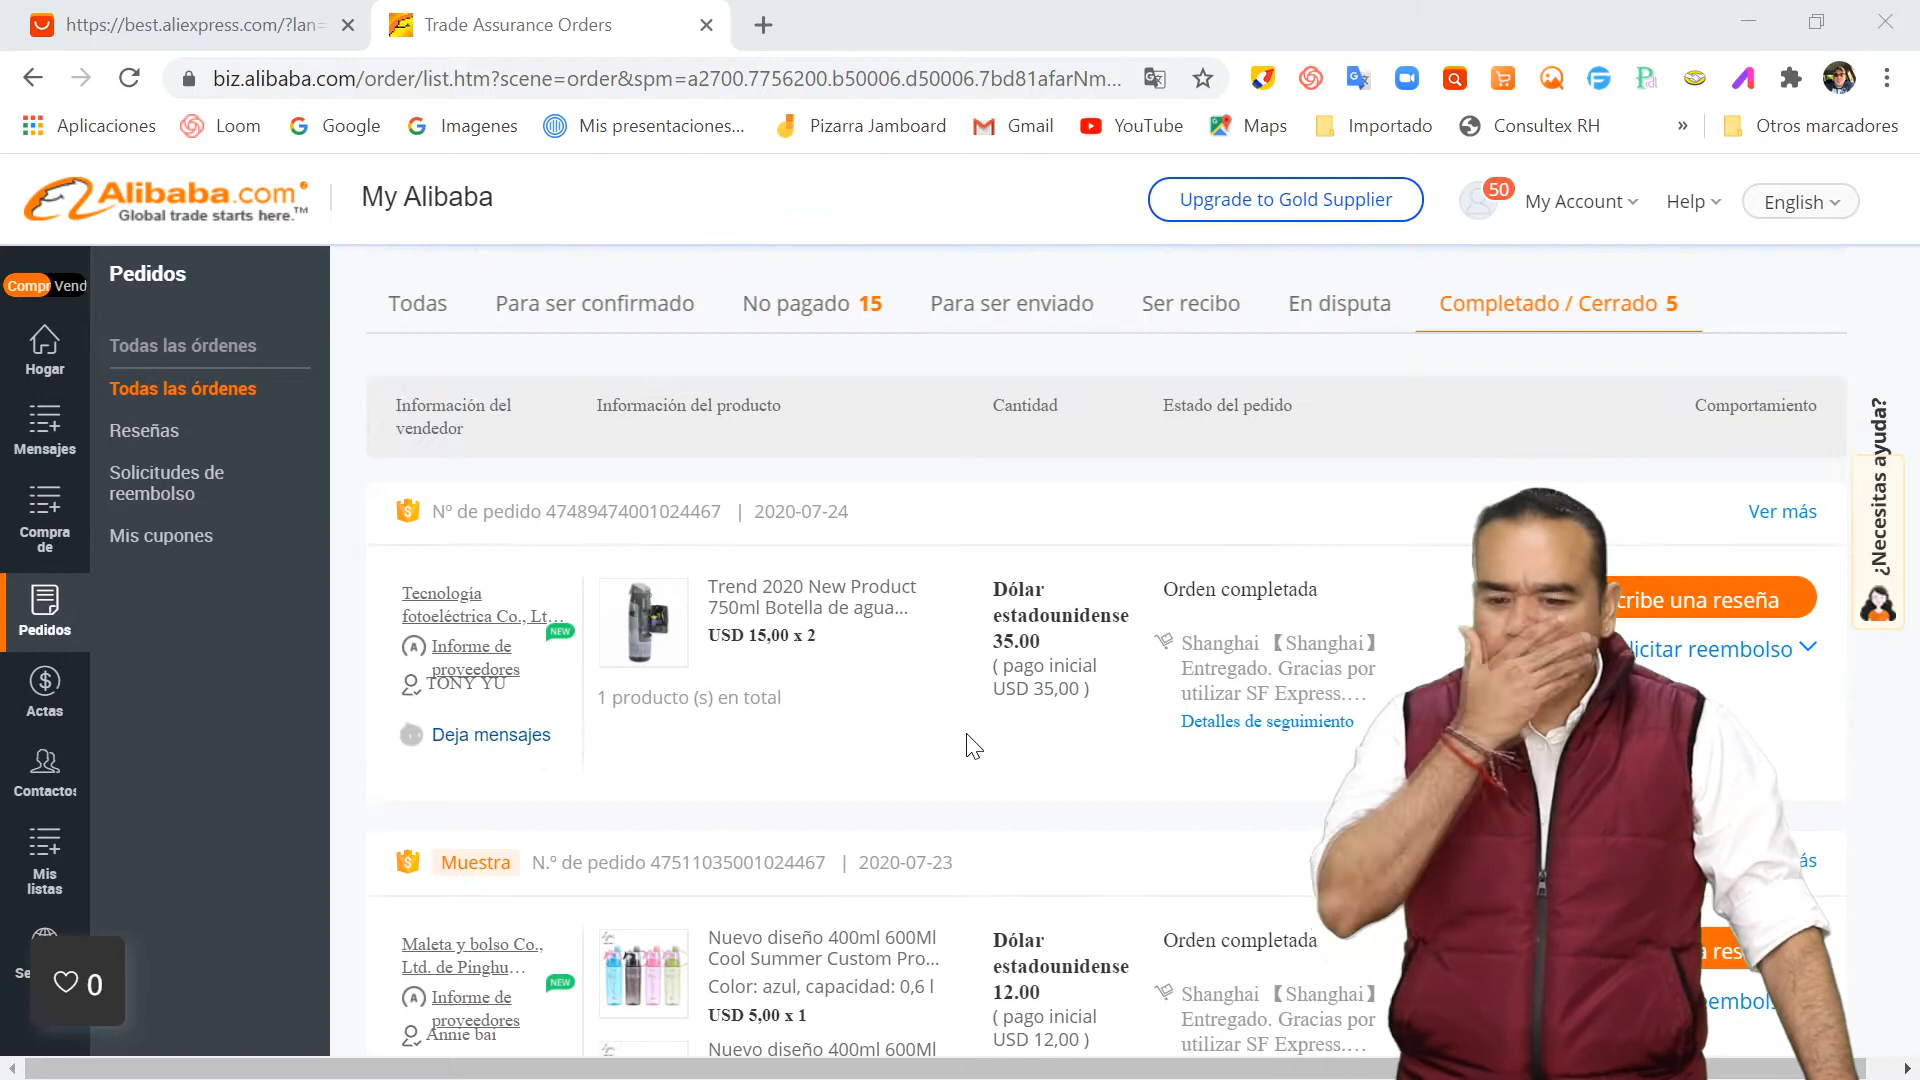 https://best.aliexpress.com/?lan=
Trade Assurance Orders
biz.alibaba.com/order/list.htm?scene=order&spm=a2700.7756200.b50006.d50006.7bd81afarNm...
Aplicaciones
Loom
Google
Imagenes
Mis presentaciones...
Pizarra Jamboard
Gmail
YouTube
Maps
Importado
Consultex RH
»
Otros marcadores
Alibaba.com
Global trade starts here.™
My Alibaba
Upgrade to Gold Supplier
50
My Account
Help
English
Compr Vend
Hogar
Mensajes
Compra
de
Pedidos
Actas
Contactos
Mis
listas
Se
0
Pedidos
Todas las órdenes
Todas las órdenes
Reseñas
Solicitudes de
reembolso
Mis cupones
Todas
Para ser confirmado
No pagado 15
Para ser enviado
Ser recibo
En disputa
Completado / Cerrado 5
Información del
vendedor
Información del producto
Cantidad
Estado del pedido
Comportamiento
Nº de pedido 47489474001024467 | 2020-07-24
Ver más
Tecnología
fotoeléctrica Co., Lt...
NEW
Informe de
proveedores
TONY YU
Deja mensajes
Trend 2020 New Product
750ml Botella de agua...
USD 15,00 x 2
1 producto (s) en total
Dólar
estadounidense
35.00
( pago inicial
USD 35,00 )
Orden completada
Shanghai 【Shanghai】
Entregado. Gracias por
utilizar SF Express....
Detalles de seguimiento
cribe una reseña
licitar reembolso
¿Necesitas ayuda?
Muestra
N.º de pedido 47511035001024467 | 2020-07-23
ás
Maleta y bolso Co.,
Ltd. de Pinghu...
NEW
Informe de
proveedores
Annie bai
Nuevo diseño 400ml 600Ml
Cool Summer Custom Pro...
Color: azul, capacidad: 0,6 l
USD 5,00 x 1
Nuevo diseño 400ml 600Ml
Dólar
estadounidense
12.00
( pago inicial
USD 12,00 )
Orden completada
Shanghai 【Shanghai】
Entregado. Gracias por
utilizar SF Express....
a res
eembols